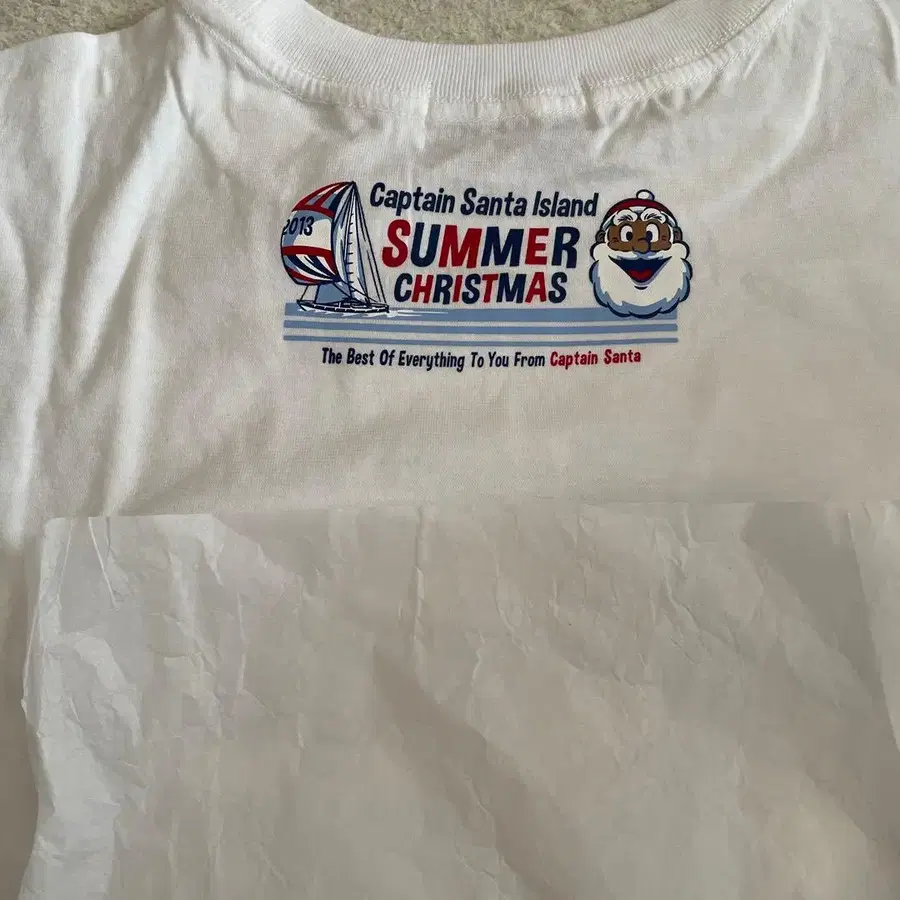 2013
Captain Santa Island
SUMMER
CHRISTMAS
The Best Of Everything To You From Captain Santa